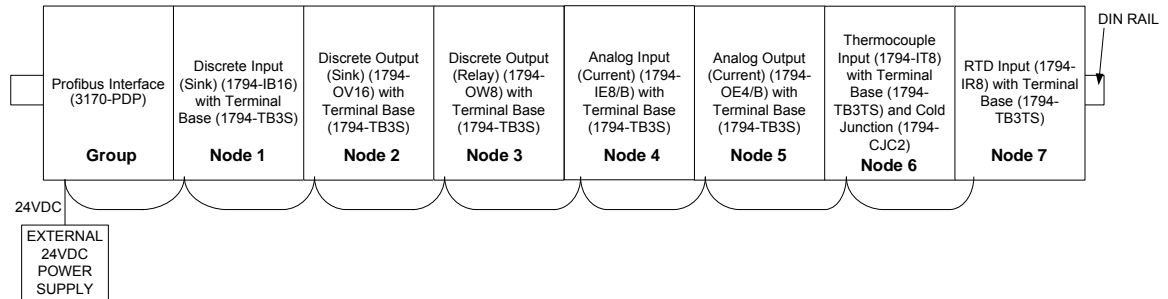 Profibus Interface
(3170-PDP)
Group
Discrete Input
(Sink) (1794-IB16)
with Terminal
Base (1794-TB3S)
Node 1
Discrete Output
(Sink) (1794-
OV16) with
Terminal Base
(1794-TB3S)
Node 2
Discrete Output
(Relay) (1794-
OW8) with
Terminal Base
(1794-TB3S)
Node 3
Analog Input
(Current) (1794-
IE8/B) with
Terminal Base
(1794-TB3S)
Node 4
Analog Output
(Current) (1794-
OE4/B) with
Terminal Base
(1794-TB3S)
Node 5
Thermocouple
Input (1794-IT8)
with Terminal
Base (1794-
TB3TS) and Cold
Junction (1794-
CJC2)
Node 6
RTD Input (1794-
IR8) with Terminal
Base (1794-
TB3TS)
Node 7
DIN RAIL
24VDC
EXTERNAL
24VDC
POWER
SUPPLY